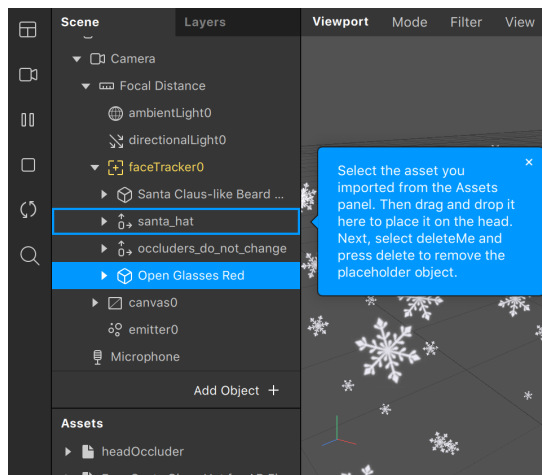 Scene
Layers
Viewport Mode Filter View
Camera
Focal Distance
ambientLight0
directionalLight0
faceTracker0
Santa Claus-like Beard ...
santa_hat
occluders_do_not_change
Open Glasses Red
canvas0
emitter0
Microphone
Add Object +
Assets
headOccluder
Select the asset you
imported from the Assets
panel. Then drag and drop it
here to place it on the head.
Next, select deleteMe and
press delete to remove the
placeholder object.